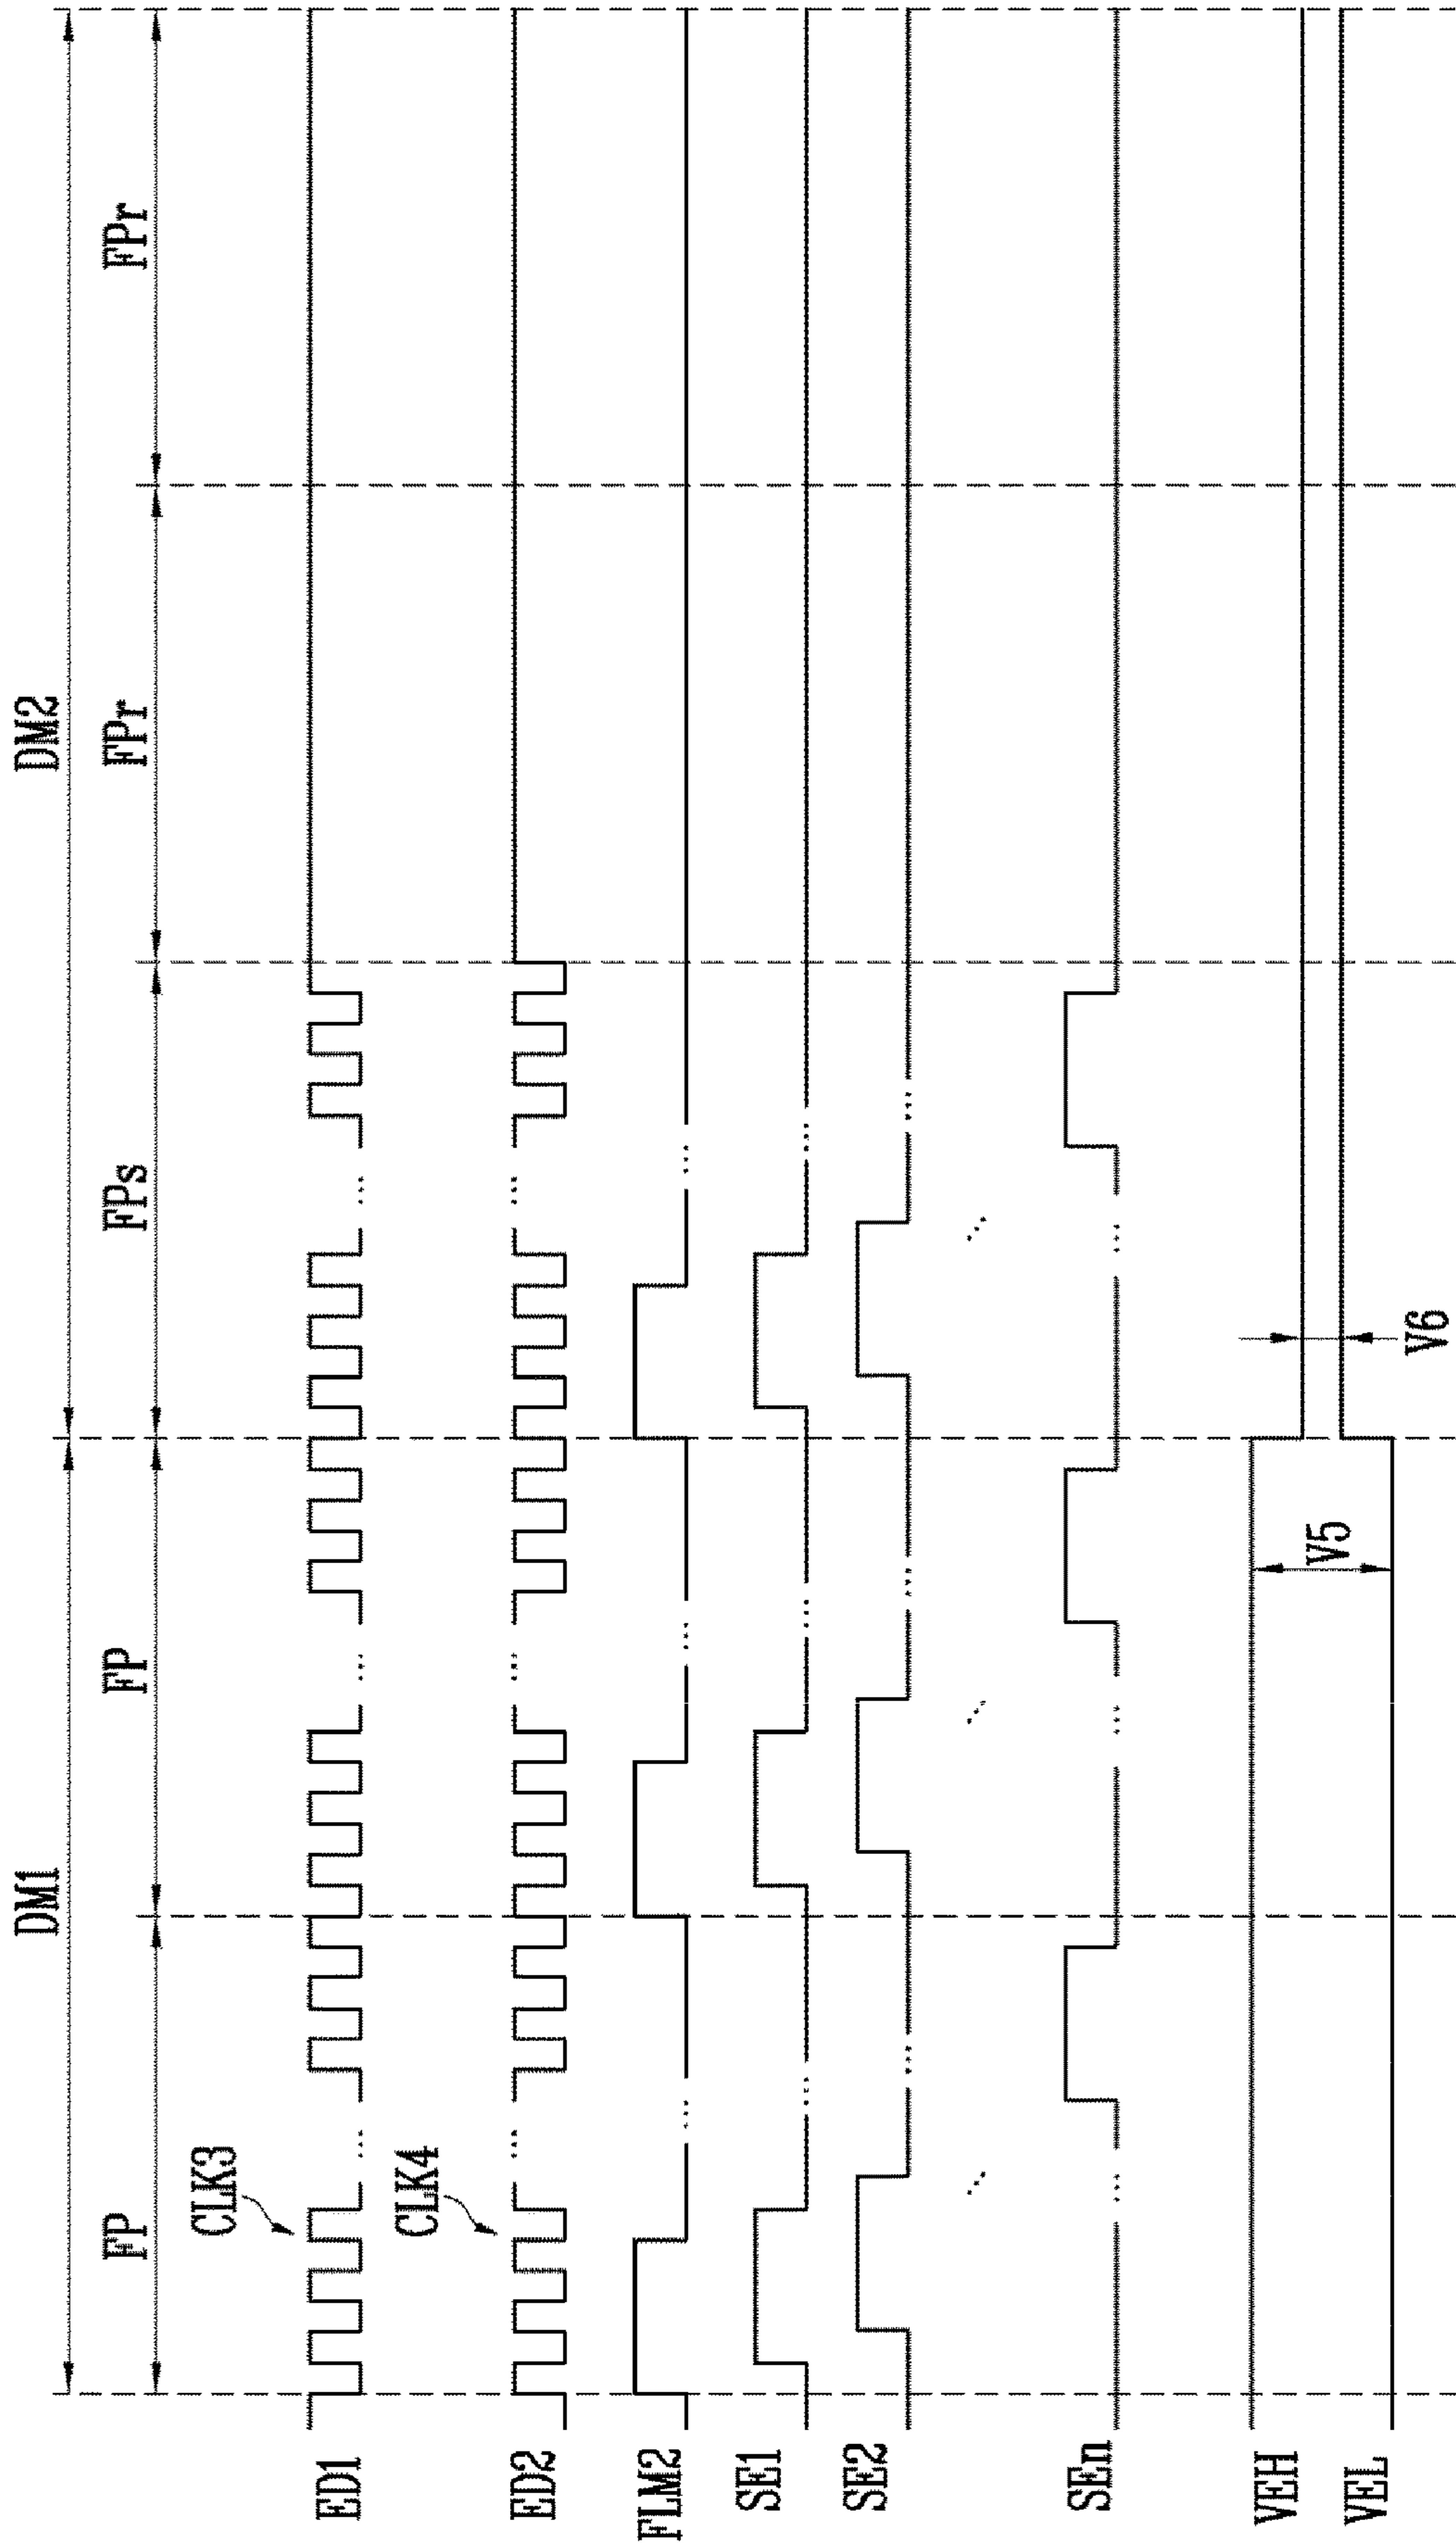 DM1
DM2
FP
FP
FPs
FPr
FPr
CLK3
ED1
CLK4
ED2
FLM2
SE1
SE2
SEn
VEH
V5
V6
VEL